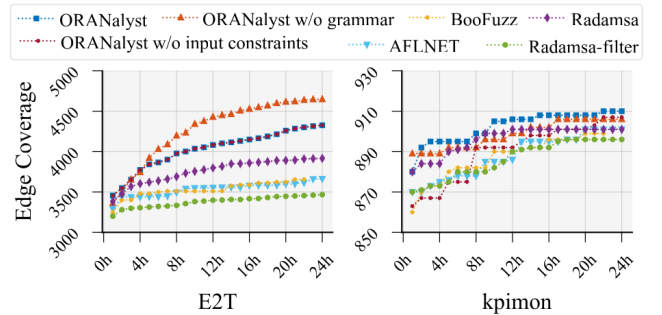 ORANalyst ORANalyst w/o grammar BooFuzz Radamsa
ORANalyst w/o input constraints AFLNET Radamsa-filter
Edge Coverage
5000
4500
4000
3500
3000
0h 4h 8h 12h 16h 20h 24h
E2T
930
910
890
870
850
0h 4h 8h 12h 16h 20h 24h
kpimon